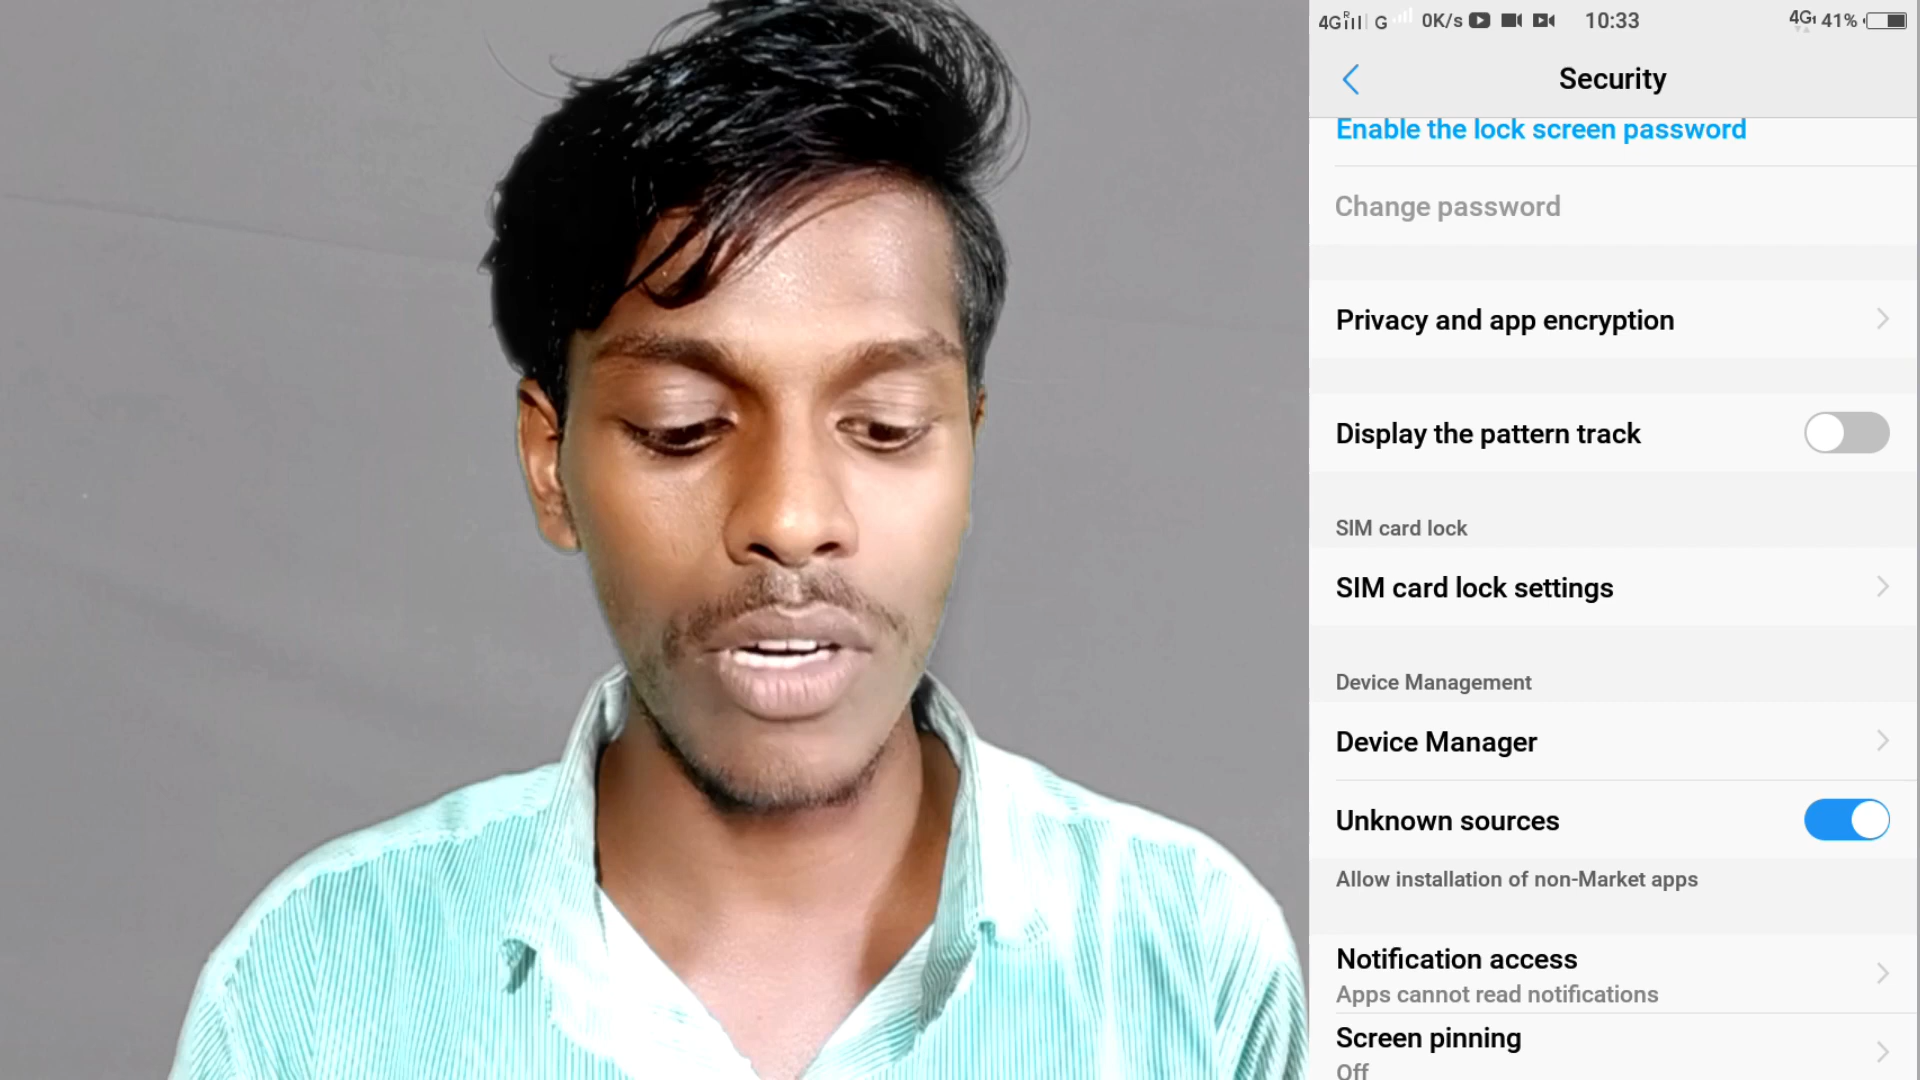 4G R G 0K/s 10:33 4G 41%
Security
Enable the lock screen password
Change password
Privacy and app encryption
Display the pattern track
SIM card lock
SIM card lock settings
Device Management
Device Manager
Unknown sources
Allow installation of non-Market apps
Notification access
Apps cannot read notifications
Screen pinning
Off